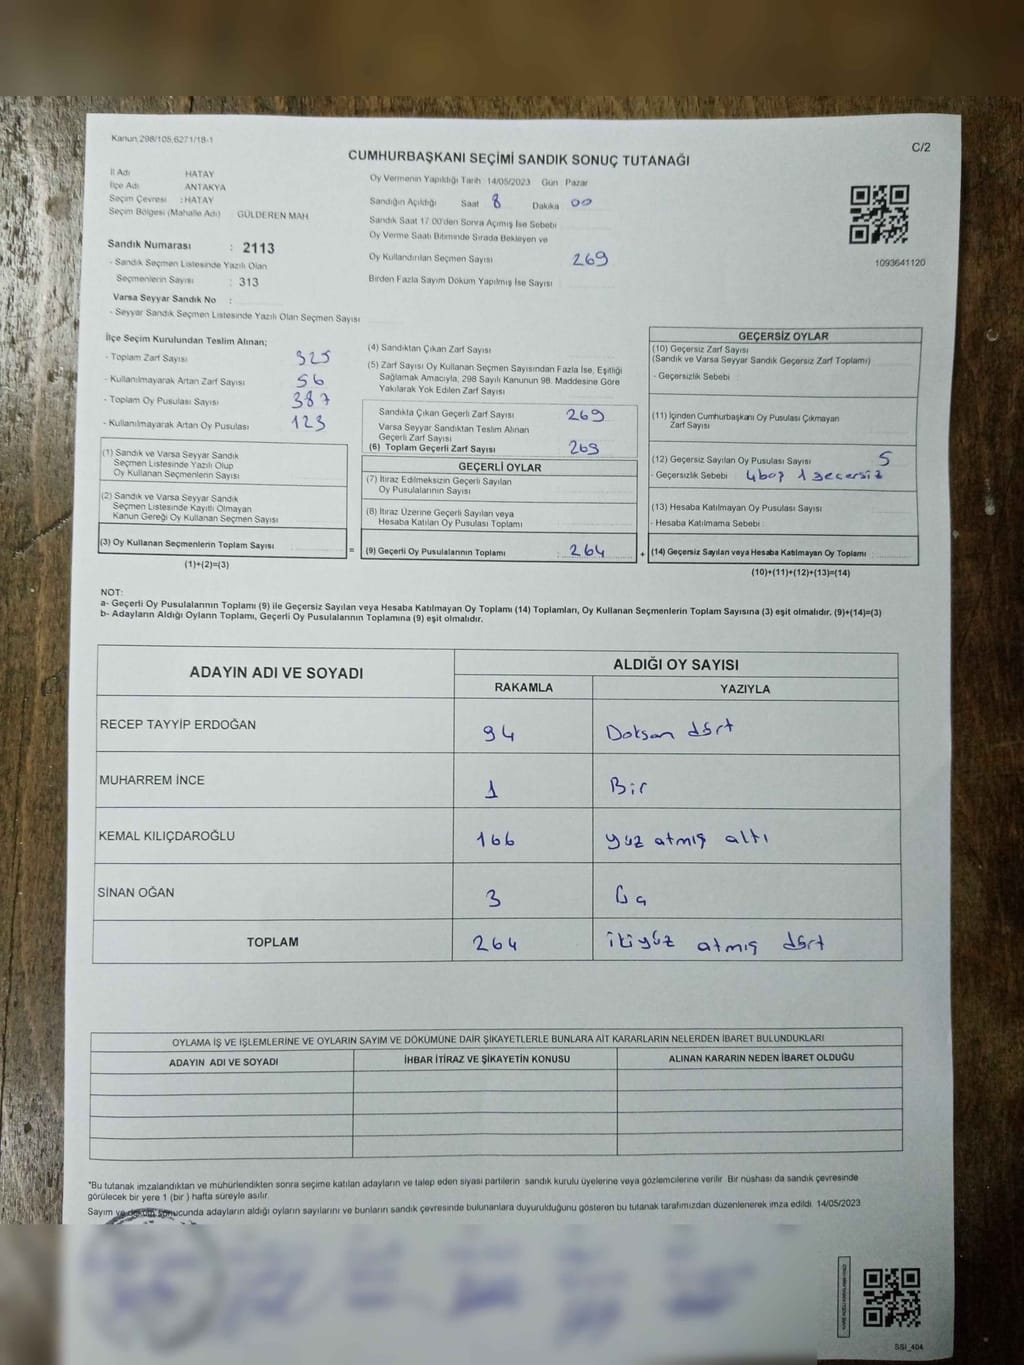 Kanun 298/105,6271/18-1
C/2
CUMHURBAŞKANI SEÇİMİ SANDIK SONUÇ TUTANAĞI
İl Adı HATAY
İlçe Adı ANTAKYA
Seçim Çevresi : HATAY
Seçim Bölgesi (Mahalle Adı) GÜLDEREN MAH
Sandık Numarası : 2113
- Sandık Seçmen Listesinde Yazılı Olan
Seçmenlerin Sayısı : 313
Varsa Seyyar Sandık No :
- Seyyar Sandık Seçmen Listesinde Yazılı Olan Seçmen Sayısı
Oy Vermenin Yapıldığı Tarih : 14/05/2023 Gün Pazar
Sandığın Açıldığı Saat 8 Dakika 00
Sandık Saat 17:00'den Sonra Açımış İse Sebebi
Oy Verme Saati Bitiminde Sırada Bekleyen ve
Oy Kullandırılan Seçmen Sayısı 269
Birden Fazla Sayım Döküm Yapılmış İse Sayısı
1093641120
İlçe Seçim Kurulundan Teslim Alınan;
- Toplam Zarf Sayısı 325
- Kullanılmayarak Artan Zarf Sayısı 56
- Toplam Oy Pusulası Sayısı 387
- Kullanılmayarak Artan Oy Pusulası 123
(1) Sandık ve Varsa Seyyar Sandık
Seçmen Listesinde Yazılı Olup
Oy Kullanan Seçmenlerin Sayısı
(2) Sandık ve Varsa Seyyar Sandık
Seçmen Listesinde Kayıtlı Olmayan
Kanun Gereği Oy Kullanan Seçmen Sayısı
(3) Oy Kullanan Seçmenlerin Toplam Sayısı =
(1)+(2)=(3)
(4) Sandıktan Çıkan Zarf Sayısı
(5) Zarf Sayısı Oy Kullanan Seçmen Sayısından Fazla İse, Eşitliği
Sağlamak Amacıyla, 298 Sayılı Kanunun 98. Maddesine Göre
Yakılarak Yok Edilen Zarf Sayısı
Sandıkta Çıkan Geçerli Zarf Sayısı 269
Varsa Seyyar Sandıktan Teslim Alınan
Geçerli Zarf Sayısı
(6) Toplam Geçerli Zarf Sayısı 269
GEÇERLİ OYLAR
(7) İtiraz Edilmeksizin Geçerli Sayılan
Oy Pusulalarının Sayısı
(8) İtiraz Üzerine Geçerli Sayılan veya
Hesaba Katılan Oy Pusulası Toplamı
(9) Geçerli Oy Pusulalarının Toplamı : 264 +
GEÇERSİZ OYLAR
(10) Geçersiz Zarf Sayısı
(Sandık ve Varsa Seyyar Sandık Geçersiz Zarf Toplamı)
- Geçersizlik Sebebi
(11) İçinden Cumhurbaşkanı Oy Pusulası Çıkmayan
Zarf Sayısı
(12) Geçersiz Sayılan Oy Pusulası Sayısı 5
- Geçersizlik Sebebi 4 boş 1 geçersiz
(13) Hesaba Katılmayan Oy Pusulası Sayısı
- Hesaba Katılmama Sebebi
(14) Geçersiz Sayılan veya Hesaba Katılmayan Oy Toplamı
(10)+(11)+(12)+(13)=(14)
NOT:
a- Geçerli Oy Pusulalarının Toplamı (9) ile Geçersiz Sayılan veya Hesaba Katılmayan Oy Toplamı (14) Toplamları, Oy Kullanan Seçmenlerin Toplam Sayısına (3) eşit olmalıdır. (9)+(14)=(3)
b- Adayların Aldığı Oyların Toplamı, Geçerli Oy Pusulalarının Toplamına (9) eşit olmalıdır.
ADAYIN ADI VE SOYADI
ALDIĞI OY SAYISI
RAKAMLA YAZIYLA
RECEP TAYYİP ERDOĞAN 94 Doksan dört
MUHARREM İNCE 1 Bir
KEMAL KILIÇDAROĞLU 166 yüz atmış altı
SİNAN OĞAN 3 Üç
TOPLAM 264 ikiyüz atmış dört
OYLAMA İŞ VE İŞLEMLERİNE VE OYLARIN SAYIM VE DÖKÜMÜNE DAİR ŞİKAYETLERLE BUNLARA AİT KARARLARIN NELERDEN İBARET BULUNDUKLARI
ADAYIN ADI VE SOYADI İHBAR İTİRAZ VE ŞİKAYETİN KONUSU ALINAN KARARIN NEDEN İBARET OLDUĞU
*Bu tutanak imzalandıktan ve mühürlendikten sonra seçime katılan adayların ve talep eden siyasi partilerin sandık kurulu üyelerine veya gözlemcilerine verilir. Bir nüshası da sandık çevresinde
görülecek bir yere 1 (bir) hafta süreyle asılır.
Sayım ve döküm sonucunda adayların aldığı oyların sayılarını ve bunların sandık çevresinde bulunanlara duyurulduğunu gösteren bu tutanak tarafımızdan düzenlenerek imza edildi. 14/05/2023
SSİ_404